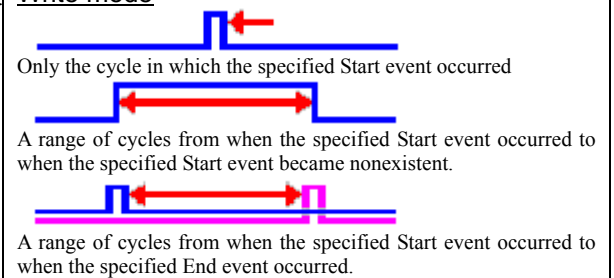 Write mode
Only the cycle in which the specified Start event occurred
A range of cycles from when the specified Start event occurred to
when the specified Start event became nonexistent.
A range of cycles from when the specified Start event occurred to
when the specified End event occurred.